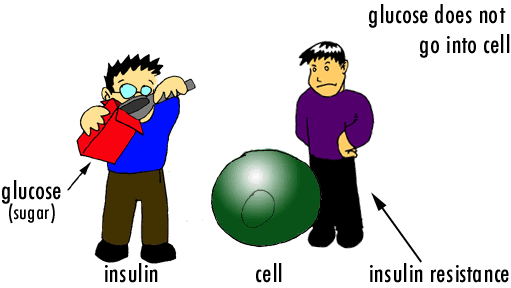 glucose does not
go into cell
glucose
(sugar)
insulin
cell
insulin resistance